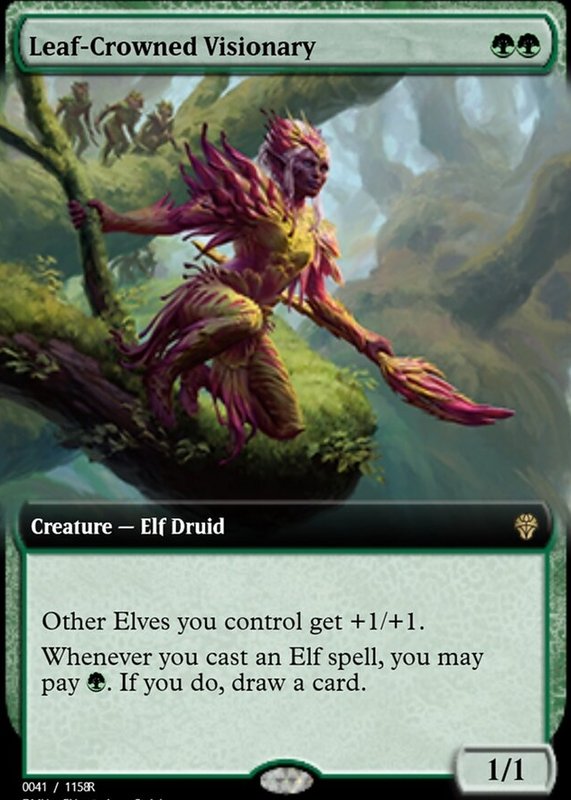 Leaf-Crowned Visionary
Creature — Elf Druid
Other Elves you control get +1/+1.
Whenever you cast an Elf spell, you may
pay. If you do, draw a card.
1/1
0041 / 1158R